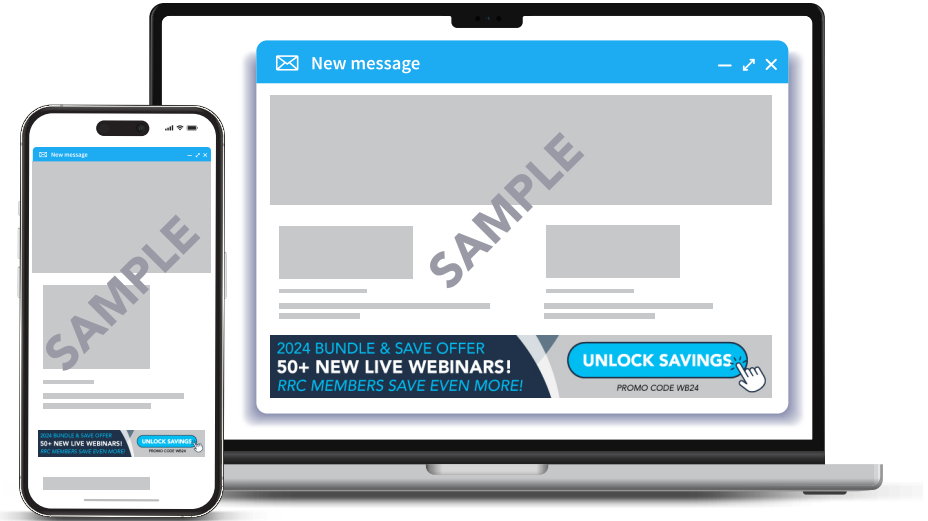 New message
SAMPLE
2024 BUNDLE & SAVE OFFER
50+ NEW LIVE WEBINARS!
RRC MEMBERS SAVE EVEN MORE!
UNLOCK SAVINGS
PROMO CODE WB24
New message
SAMPLE
2024 BUNDLE & SAVE OFFER
50+ NEW LIVE WEBINARS!
RRC MEMBERS SAVE EVEN MORE!
UNLOCK SAVINGS
PROMO CODE WB24